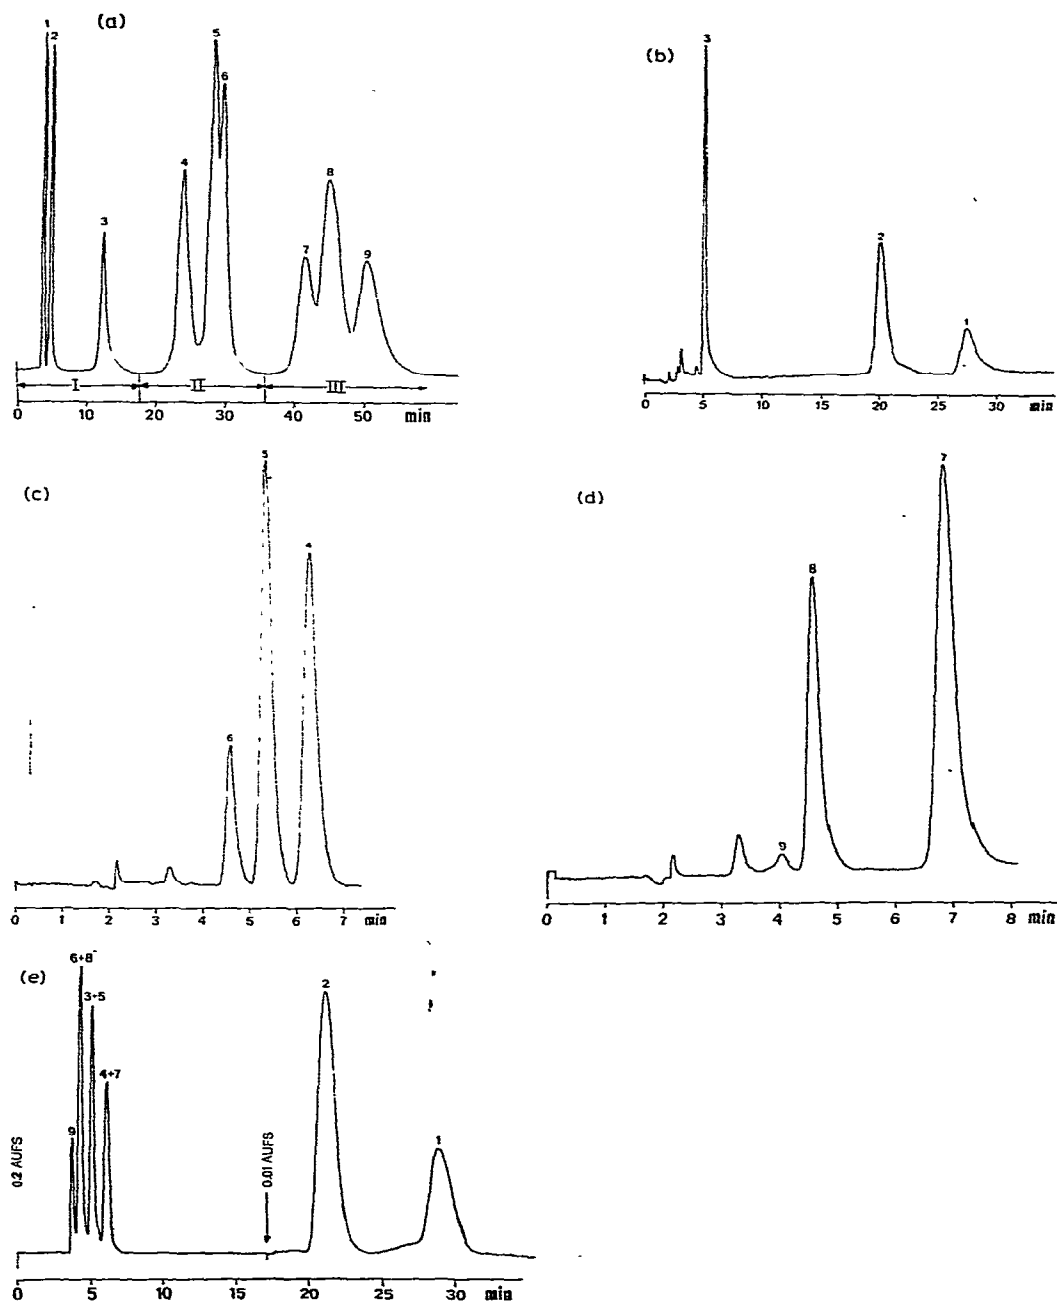 (a)
1
2
3
4
5
6
7
8
9
I II III
0 10 20 30 40 50 min
(b)
3
2
1
0 5 10 15 20 25 30 min
(c)
5
4
6
0 1 2 3 4 5 6 7 min
(d)
7
8
9
0 1 2 3 4 5 6 7 8 min
(e)
6+8
3+5
4+7
9
2
1
0.2 AUFS
0.01 AUFS
0 5 10 15 20 25 30 min